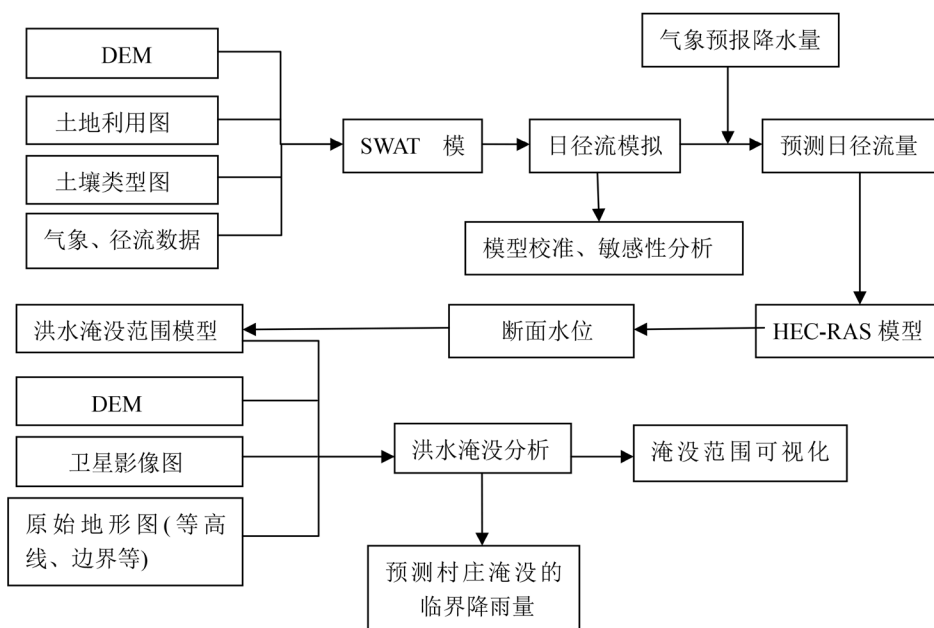 DEM
气象预报降水量
土地利用图
SWAT 模
日径流模拟
预测日径流量
土壤类型图
气象、径流数据
模型校准、敏感性分析
洪水淹没范围模型
断面水位
HEC-RAS 模型
DEM
卫星影像图
洪水淹没分析
淹没范围可视化
原始地形图(等高
线、边界等)
预测村庄淹没的
临界降雨量